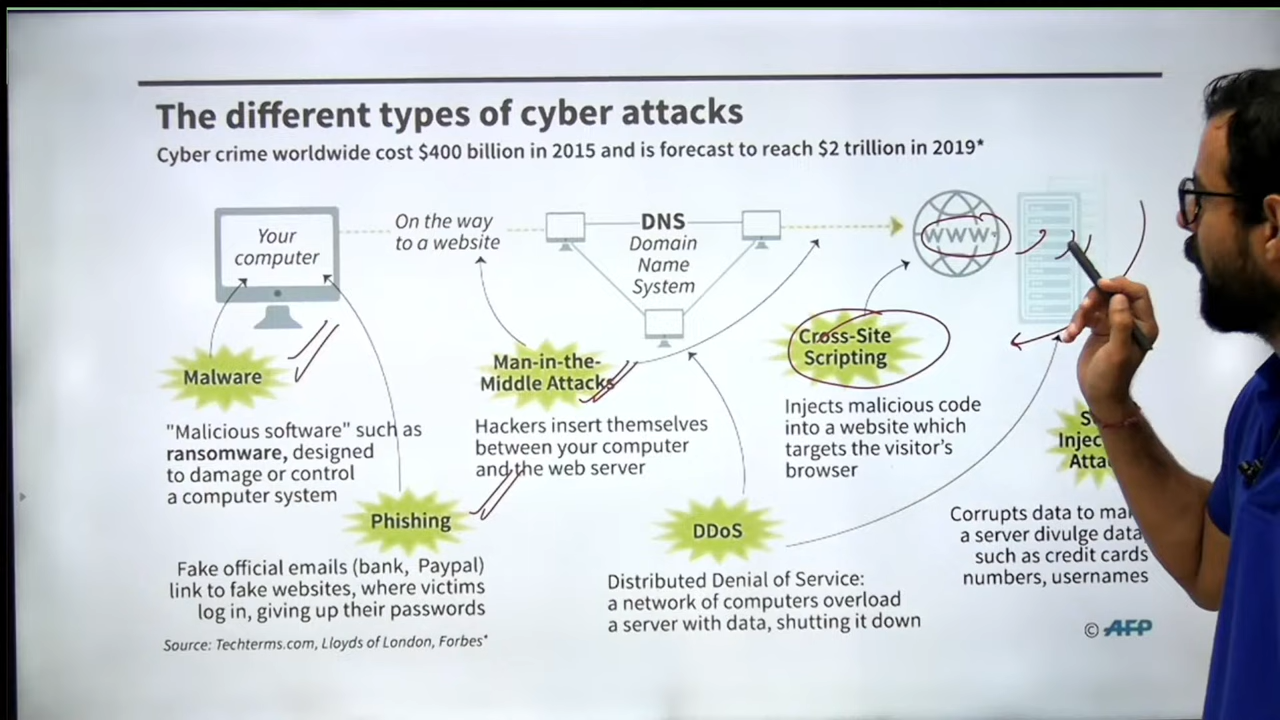 The different types of cyber attacks
Cyber crime worldwide cost $400 billion in 2015 and is forecast to reach $2 trillion in 2019*
Your
computer
On the way
to a website
DNS
Domain
Name
System
WWW.
Malware
"Malicious software" such as
ransomware, designed
to damage or control
a computer system
Phishing
Fake official emails (bank, Paypal)
link to fake websites, where victims
log in, giving up their passwords
Man-in-the-
Middle Attacks
Hackers insert themselves
between your computer
and the web server
DDoS
Distributed Denial of Service:
a network of computers overload
a server with data, shutting it down
Cross-Site
Scripting
Injects malicious code
into a website which
targets the visitor's
browser
Corrupts data to
a server divulge data,
such as credit cards
numbers, usernames
Source: Techterms.com, Lloyds of London, Forbes*
© AFP